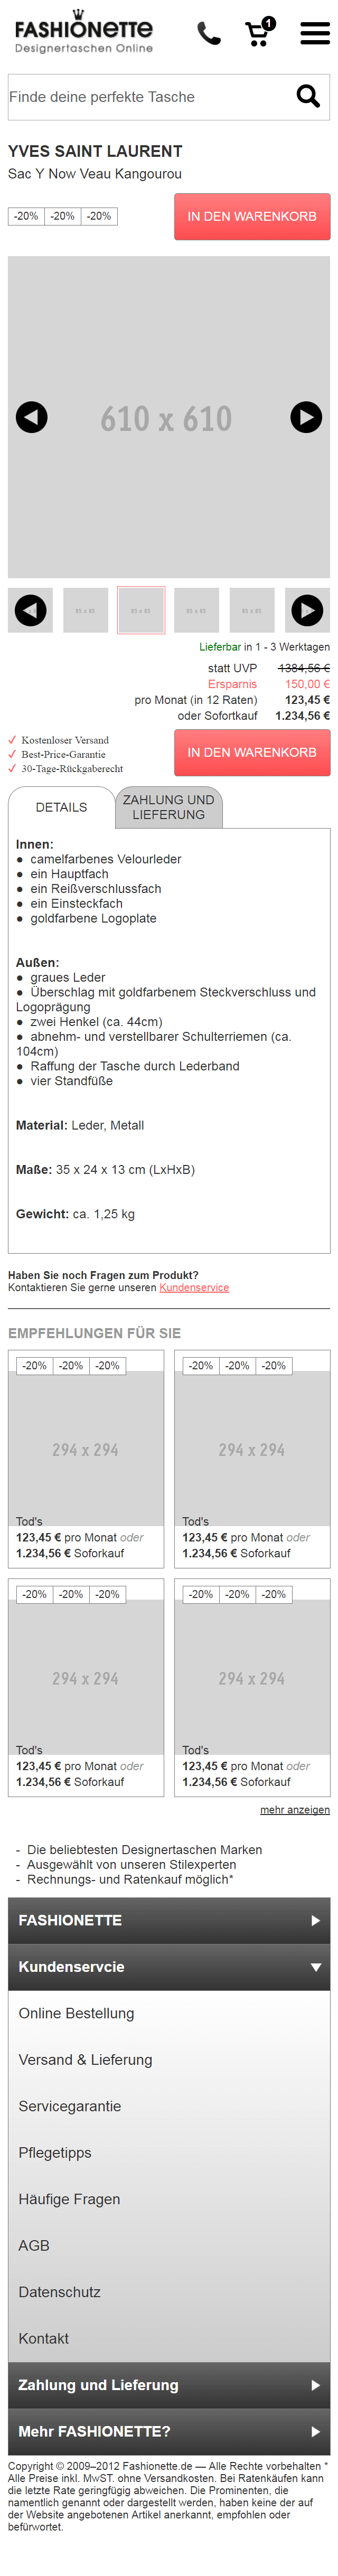 FASHIONETTE
Designertaschen Online
1
Finde deine perfekte Tasche
YVES SAINT LAURENT
Sac Y Now Veau Kangourou
-20% -20% -20%
IN DEN WARENKORB
610 x 610
85 x 85 85 x 85 85 x 85 85 x 85
Lieferbar in 1 - 3 Werktagen
statt UVP 1384,56 €
Ersparnis 150,00 €
pro Monat (in 12 Raten) 123,45 €
oder Sofortkauf 1.234,56 €
✓ Kostenloser Versand
✓ Best-Price-Garantie
✓ 30-Tage-Rückgaberecht
IN DEN WARENKORB
DETAILS
ZAHLUNG UND
LIEFERUNG
Innen:
● camelfarbenes Velourleder
● ein Hauptfach
● ein Reißverschlussfach
● ein Einsteckfach
● goldfarbene Logoplate
Außen:
● graues Leder
● Überschlag mit goldfarbenem Steckverschluss und
Logoprägung
● zwei Henkel (ca. 44cm)
● abnehm- und verstellbarer Schulterriemen (ca.
104cm)
● Raffung der Tasche durch Lederband
● vier Standfüße
Material: Leder, Metall
Maße: 35 x 24 x 13 cm (LxHxB)
Gewicht: ca. 1,25 kg
Haben Sie noch Fragen zum Produkt?
Kontaktieren Sie gerne unseren Kundenservice
EMPFEHLUNGEN FÜR SIE
-20% -20% -20%
294 x 294
Tod's
123,45 € pro Monat oder
1.234,56 € Soforkauf
-20% -20% -20%
294 x 294
Tod's
123,45 € pro Monat oder
1.234,56 € Soforkauf
-20% -20% -20%
294 x 294
Tod's
123,45 € pro Monat oder
1.234,56 € Soforkauf
-20% -20% -20%
294 x 294
Tod's
123,45 € pro Monat oder
1.234,56 € Soforkauf
mehr anzeigen
- Die beliebtesten Designertaschen Marken
- Ausgewählt von unseren Stilexperten
- Rechnungs- und Ratenkauf möglich*
FASHIONETTE
Kundenservcie
Online Bestellung
Versand & Lieferung
Servicegarantie
Pflegetipps
Häufige Fragen
AGB
Datenschutz
Kontakt
Zahlung und Lieferung
Mehr FASHIONETTE?
Copyright © 2009–2012 Fashionette.de — Alle Rechte vorbehalten *
Alle Preise inkl. MwST. ohne Versandkosten. Bei Ratenkäufen kann
die letzte Rate geringfügig abweichen. Die Prominenten, die
namentlich genannt oder dargestellt werden, haben keine der auf
der Website angebotenen Artikel anerkannt, empfohlen oder
befürwortet.